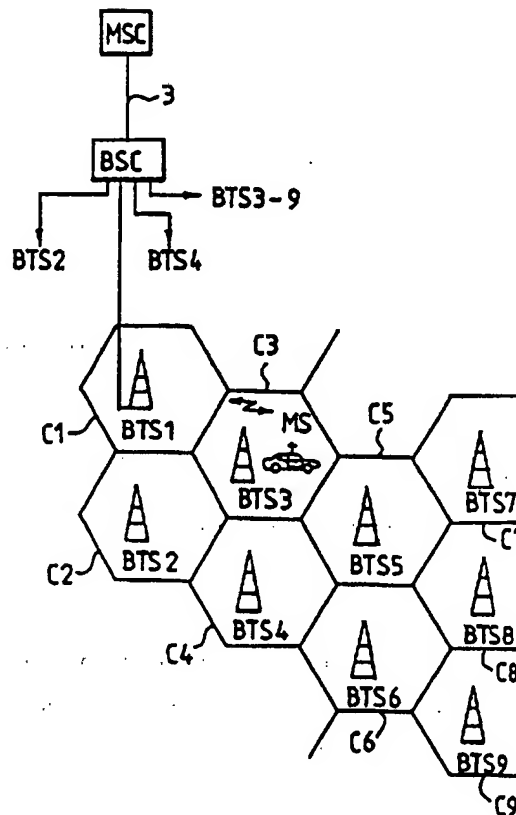 MSC
3
BSC
BTS3-9
BTS2
BTS4
C3
MS
C5
C1
BTS1
BTS3
BTS7
BTS2
BTS5
C2
BTS4
BTS8
C4
C8
BTS6
C6
BTS9
C9